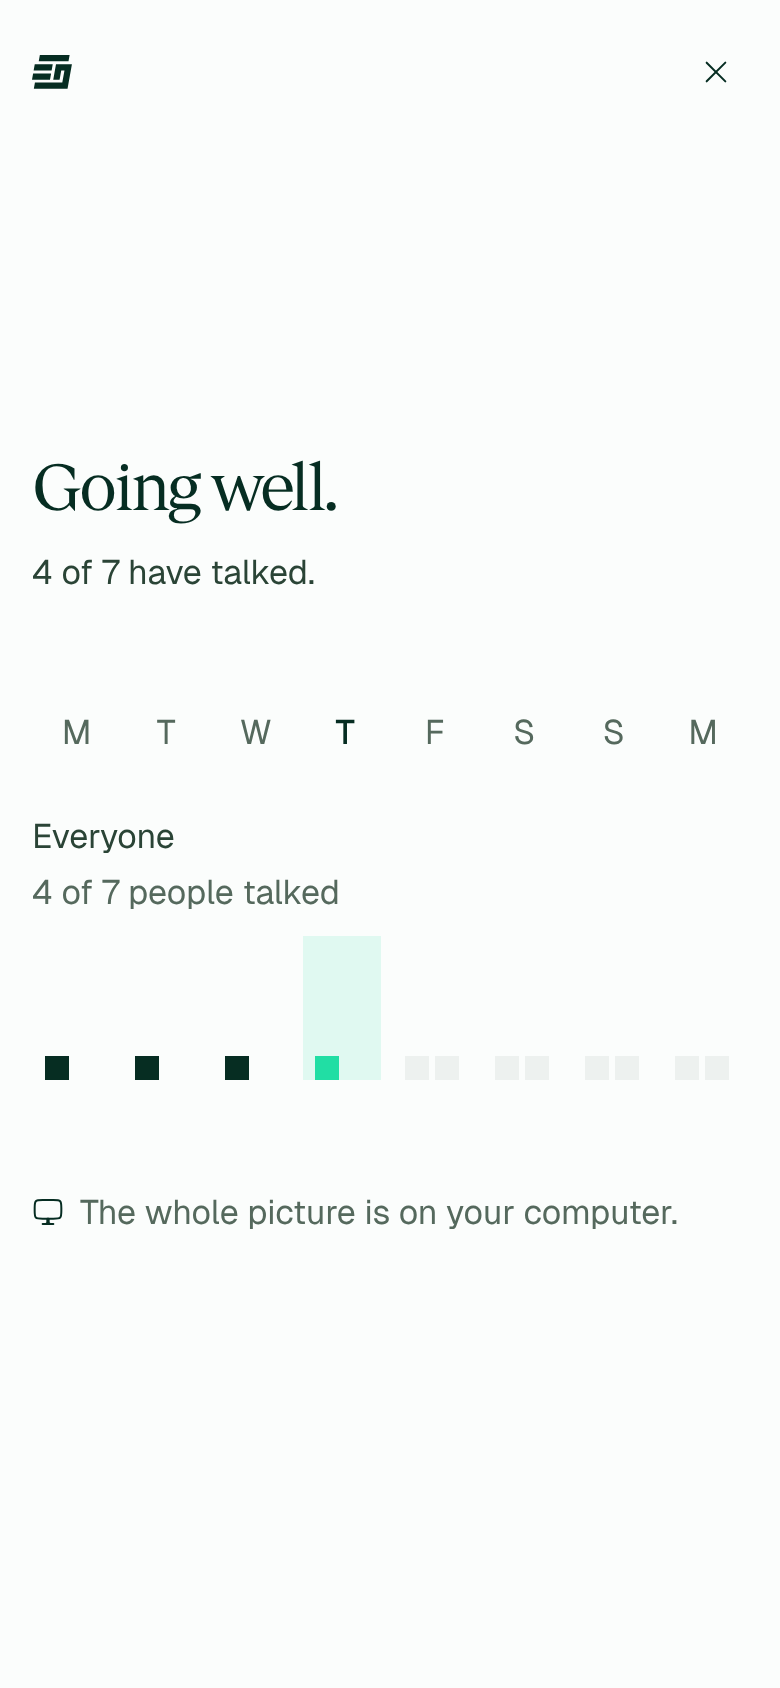 Going well.
4 of 7 have talked.
M T W T F S S M
Everyone
4 of 7 people talked
The whole picture is on your computer.